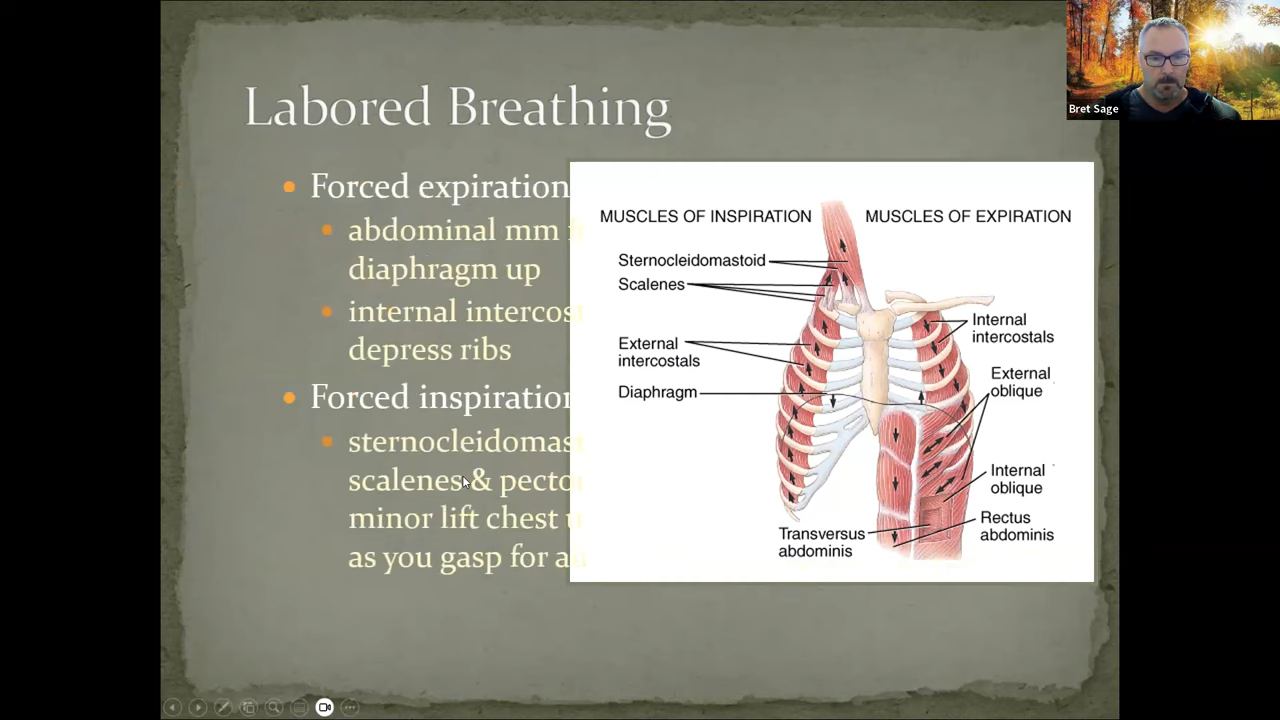 Labored Breathing
Forced expiration
abdominal mm
diaphragm up
internal intercos
depress ribs
Forced inspiration
sternocleidomast
scalenes & pecto
minor lift chest u
as you gasp for a
MUSCLES OF INSPIRATION
Sternocleidomastoid
Scalenes
External
intercostals
Diaphragm
Transversus
abdominis
MUSCLES OF EXPIRATION
Internal
intercostals
External
oblique
Internal
oblique
Rectus
abdominis
Bret Sage